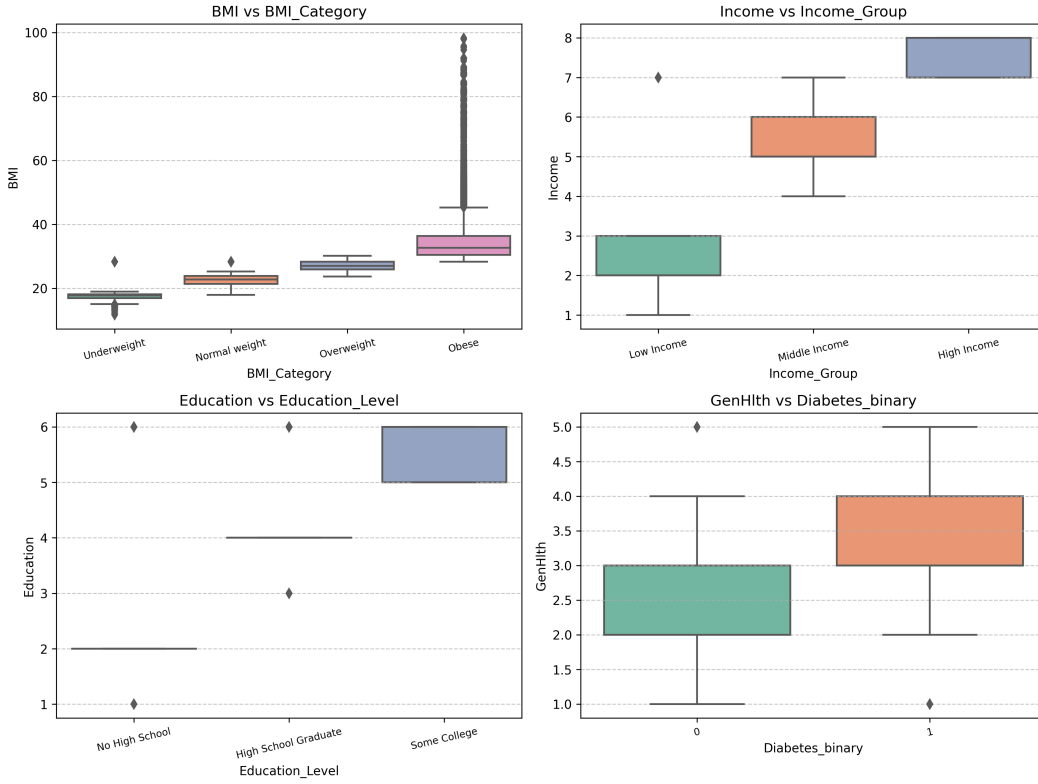 BMI vs BMI_Category
100
80
60
40
20
BMI
Underweight
Normal weight
Overweight
Obese
BMI_Category
Income vs Income_Group
8
7
6
5
4
3
2
1
Income
Low Income
Middle Income
High Income
Income_Group
Education vs Education_Level
6
5
4
3
2
1
Education
No High School
High School Graduate
Some College
Education_Level
GenHlth vs Diabetes_binary
5.0
4.5
4.0
3.5
3.0
2.5
2.0
1.5
1.0
GenHlth
0
1
Diabetes_binary